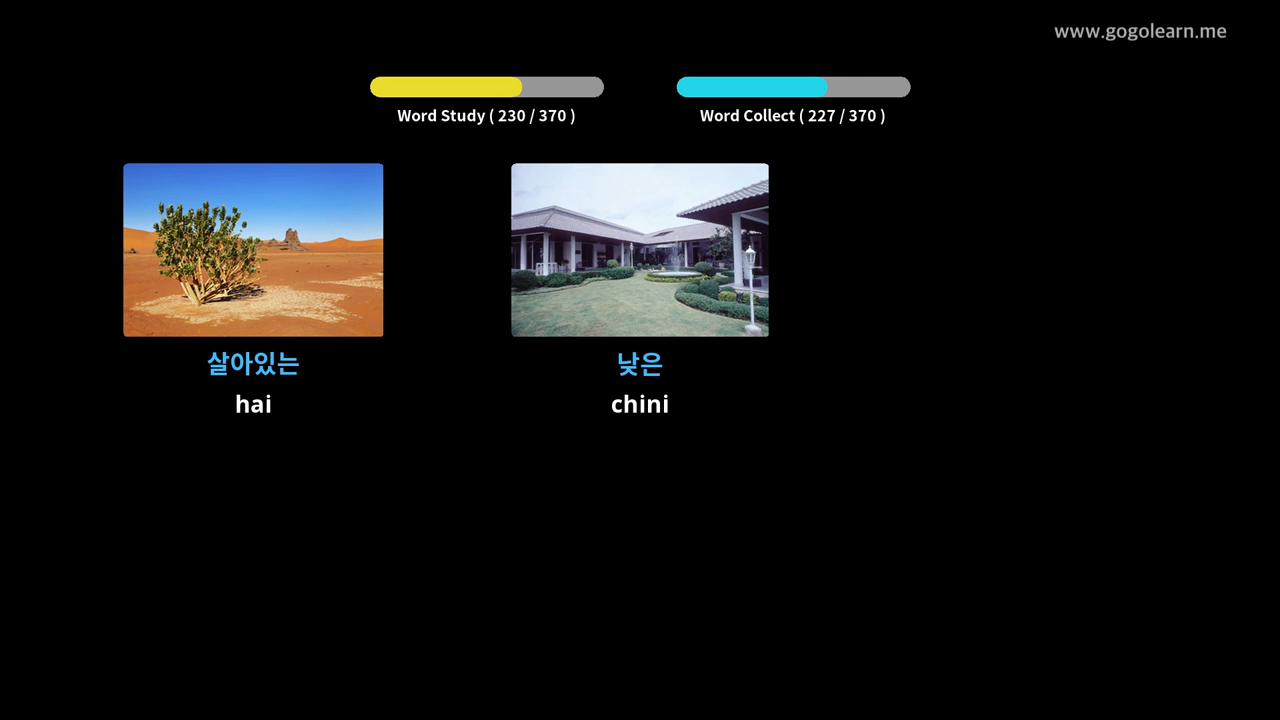 www.gogolearn.me
Word Study ( 230 / 370 )
Word Collect ( 227 / 370 )
살아있는
hai
낮은
chini